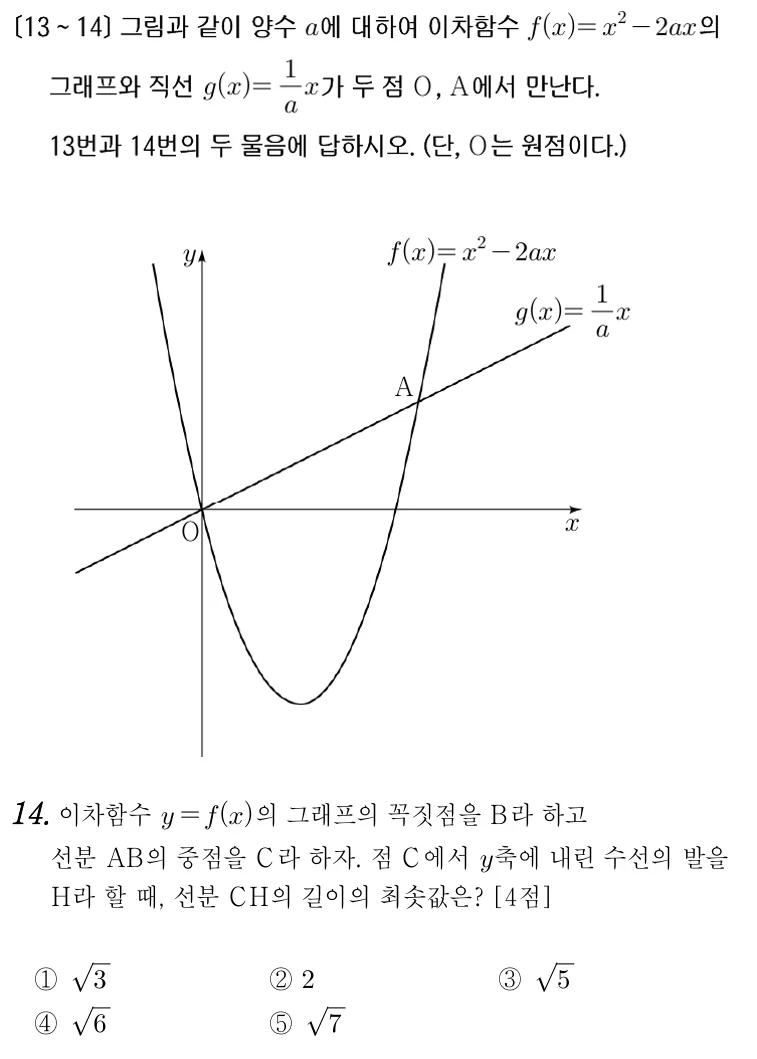 [13 ~ 14] 그림과 같이 양수 a에 대하여 이차함수 f(x)=x²-2ax의
그래프와 직선 g(x)=\frac{1}{a}x가 두 점 O, A에서 만난다.
13번과 14번의 두 물음에 답하시오. (단, O는 원점이다.)
y
f(x)=x²-2ax
g(x)=\frac{1}{a}x
A
O
x
14. 이차함수 y=f(x)의 그래프의 꼭짓점을 B라 하고
선분 AB의 중점을 C라 하자. 점 C에서 y축에 내린 수선의 발을
H라 할 때, 선분 CH의 길이의 최솟값은? [4점]
① √3 ② 2 ③ √5
④ √6 ⑤ √7